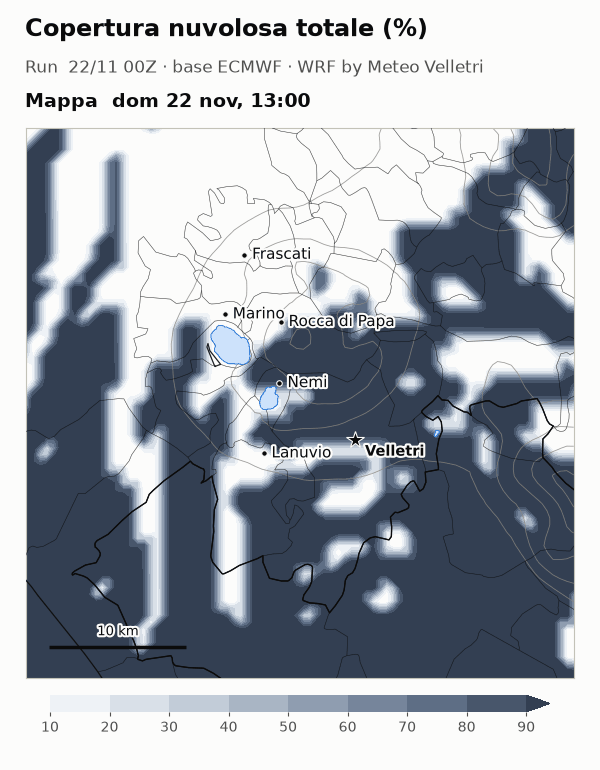 Copertura nuvolosa totale (%)
Run  22/11 00Z · base ECMWF · WRF by Meteo Velletri
Mappa  dom 22 nov, 13:00
Frascati
Marino
Rocca di Papa
Nemi
Velletri
Lanuvio
10 km
10 20 30 40 50 60 70 80 90